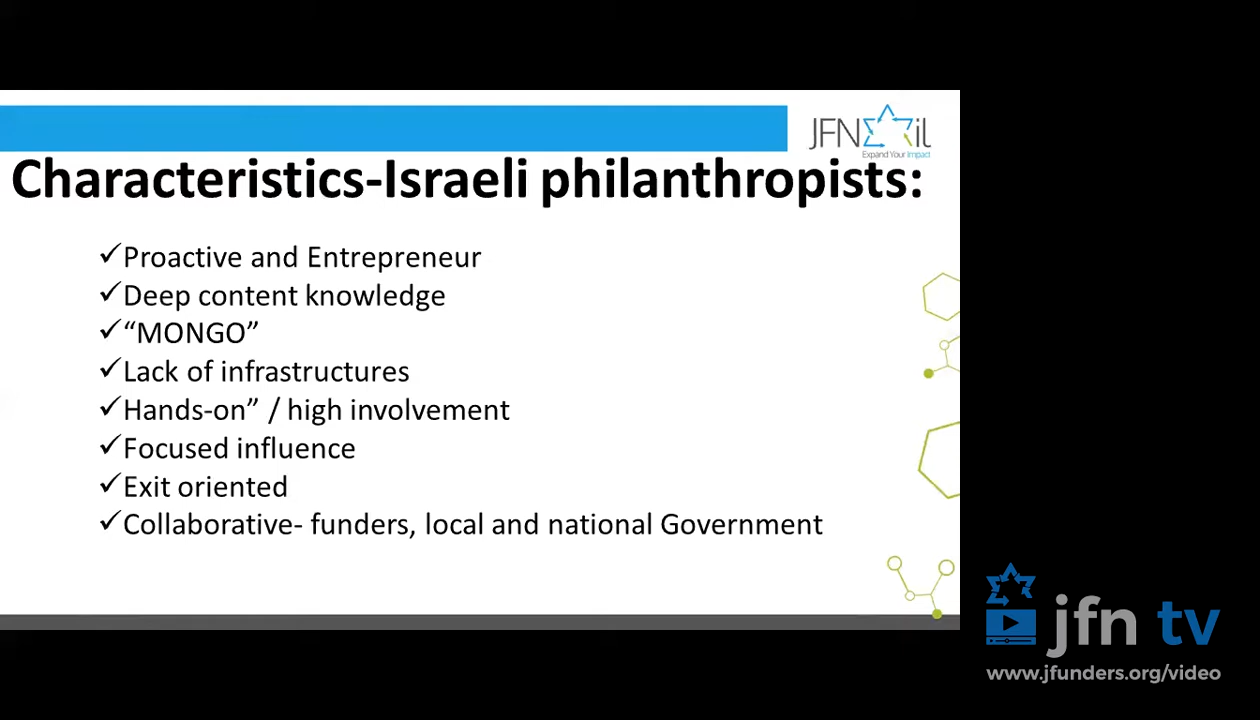 JFN il
Expand Your Impact
Characteristics-Israeli philanthropists:
✓Proactive and Entrepreneur
✓Deep content knowledge
✓“MONGO”
✓Lack of infrastructures
✓Hands-on” / high involvement
✓Focused influence
✓Exit oriented
✓Collaborative- funders, local and national Government
jfn tv
www.jfunders.org/video